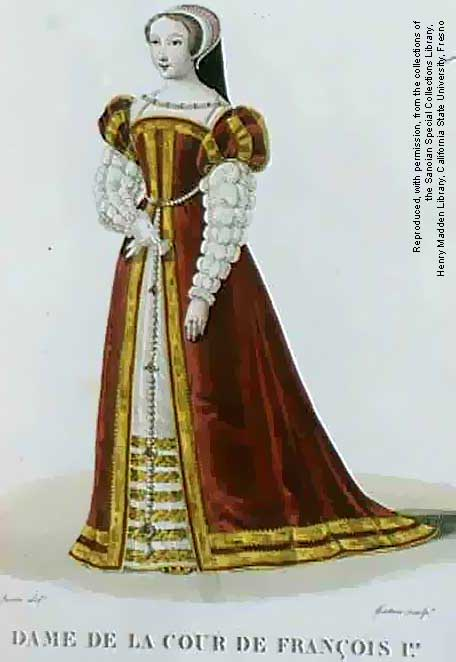 Reproduced, with permission, from the collections of
the Sanoian Special Collections Library,
Henry Madden Library, California State University, Fresno
DAME DE LA COUR DE FRANÇOIS I.er